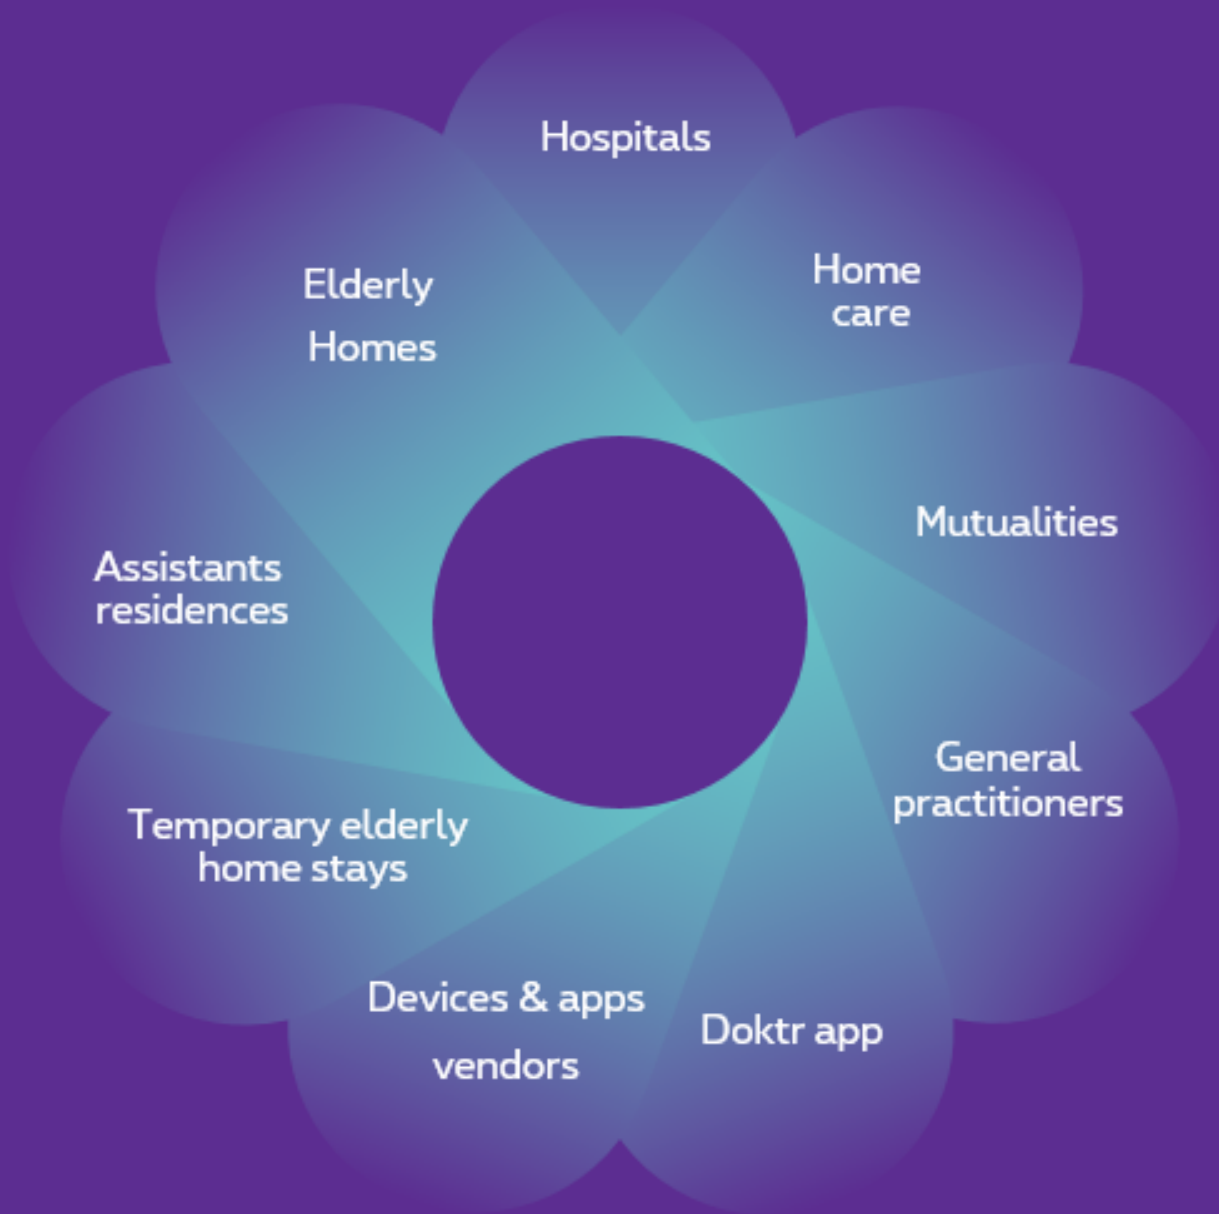 Hospitals
Home
care
Mutualities
General
practitioners
Doktr app
Devices & apps
vendors
Temporary elderly
home stays
Assistants
residences
Elderly
Homes